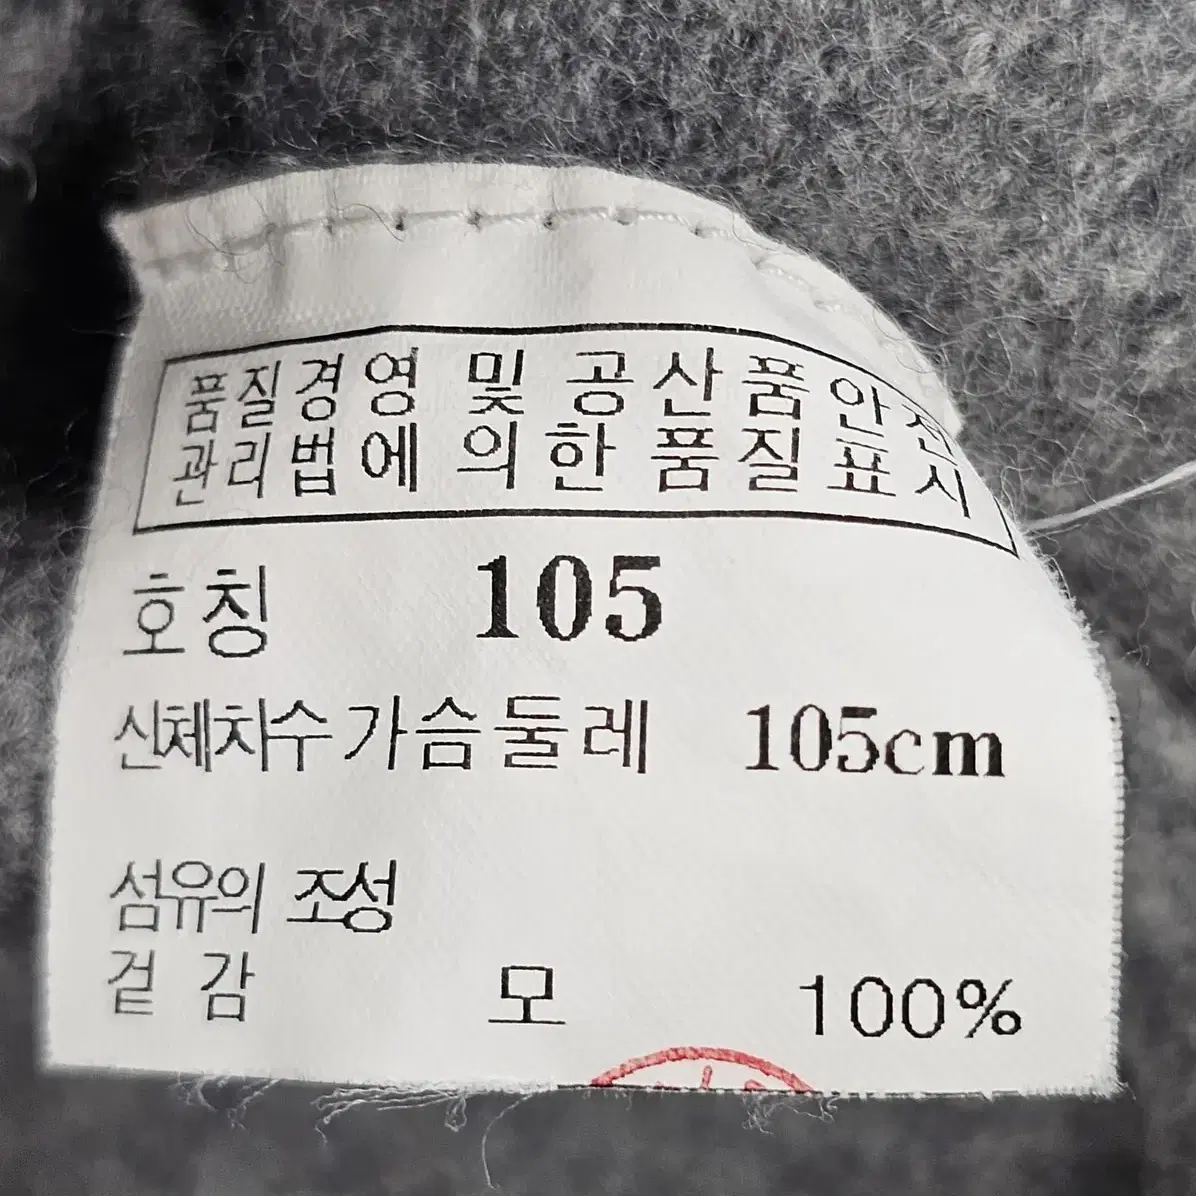 품질경영 및 공산품안전
관리법에 의한 품질표시
호칭 105
신체치수 가슴둘레 105cm
섬유의 조성
겉감 모 100%